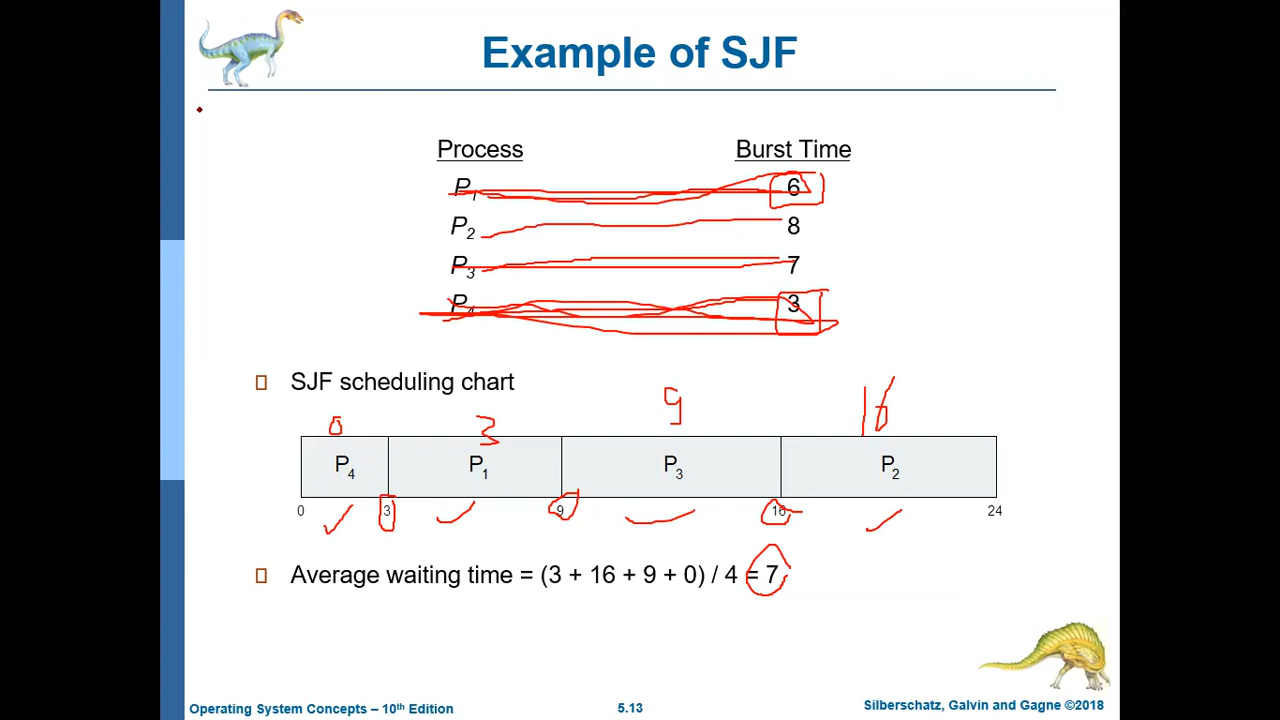 Example of SJF
Process Burst Time
P1 6
P2 8
P3 7
P4 3
SJF scheduling chart
0 3 9 16
P4 P1 P3 P2
0 3 9 16 24
Average waiting time = (3 + 16 + 9 + 0) / 4 = 7
Operating System Concepts – 10th Edition 5.13 Silberschatz, Galvin and Gagne ©2018